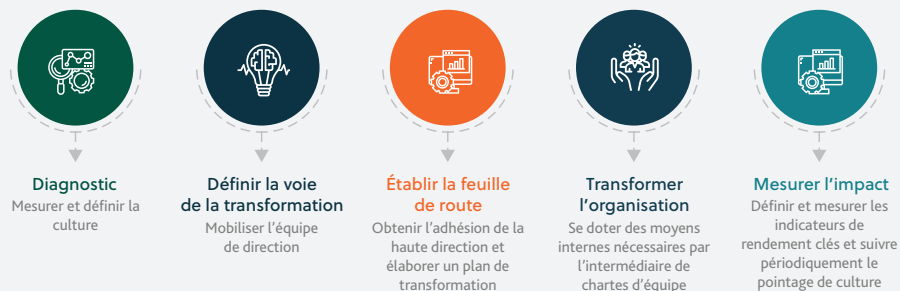 Diagnostic
Mesurer et définir la
culture
Définir la voie
de la transformation
Mobiliser l’équipe
de direction
Établir la feuille
de route
Obtenir l’adhésion de la
haute direction et
élaborer un plan de
transformation
Transformer
l’organisation
Se doter des moyens
internes nécessaires par
l’intermédiaire de
chartes d’équipe
Mesurer l’impact
Définir et mesurer les
indicateurs de
rendement clés et suivre
périodiquement le
pointage de culture